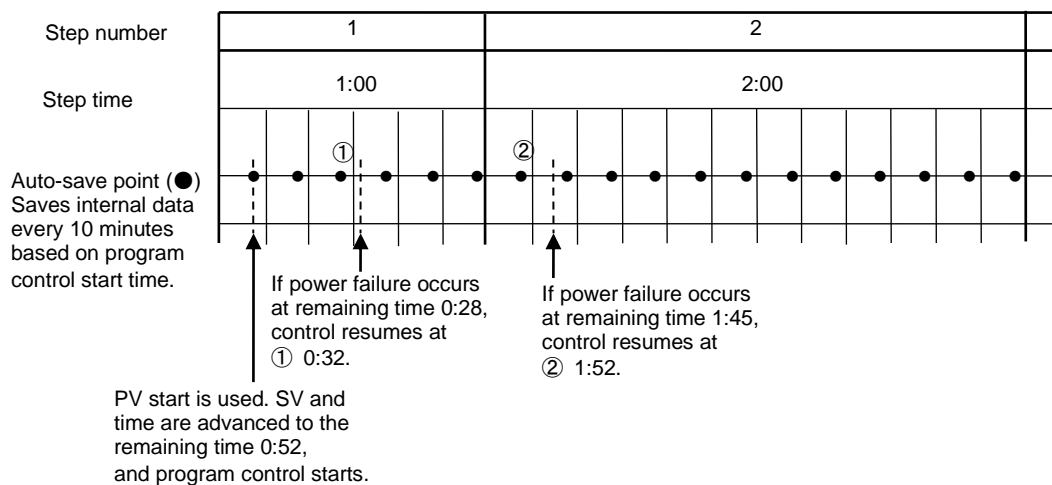 Step number
1
2
Step time
1:00
2:00
①
②
Auto-save point (●)
Saves internal data
every 10 minutes
based on program
control start time.
If power failure occurs
at remaining time 0:28,
control resumes at
① 0:32.
If power failure occurs
at remaining time 1:45,
control resumes at
② 1:52.
PV start is used. SV and
time are advanced to the
remaining time 0:52,
and program control starts.